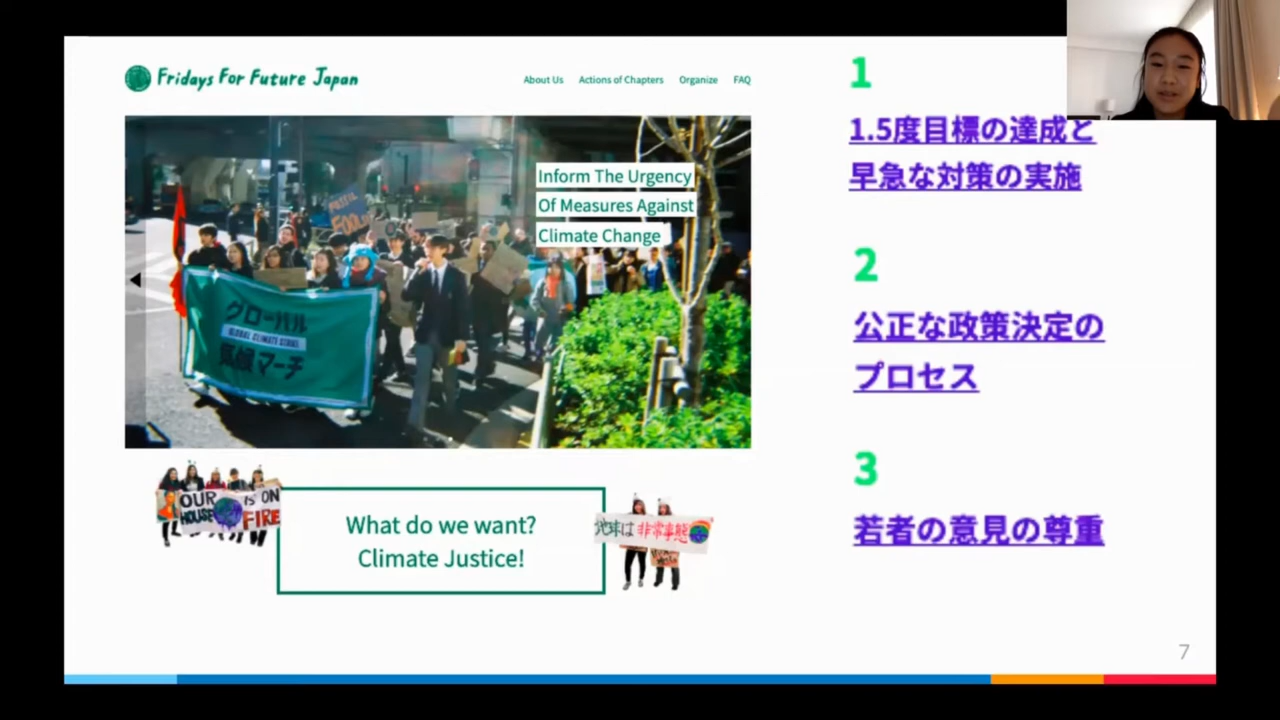 Fridays For Future Japan
About Us Actions of Chapters Organize FAQ
Inform The Urgency
Of Measures Against
Climate Change
グローバル
GLOBAL CLIMATE STRIKE
気候マーチ
OUR HOUSE IS ON FIRE
What do we want?
Climate Justice!
地球は非常事態
1
1.5度目標の達成と
早急な対策の実施
2
公正な政策決定の
プロセス
3
若者の意見の尊重
7